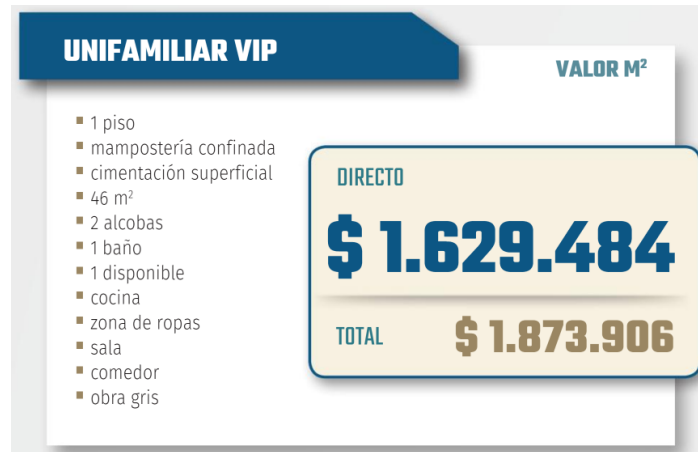 UNIFAMILIAR VIP
VALOR M²
▪ 1 piso
▪ mampostería confinada
▪ cimentación superficial
▪ 46 m²
▪ 2 alcobas
▪ 1 baño
▪ 1 disponible
▪ cocina
▪ zona de ropas
▪ sala
▪ comedor
▪ obra gris
DIRECTO
$ 1.629.484
TOTAL $ 1.873.906